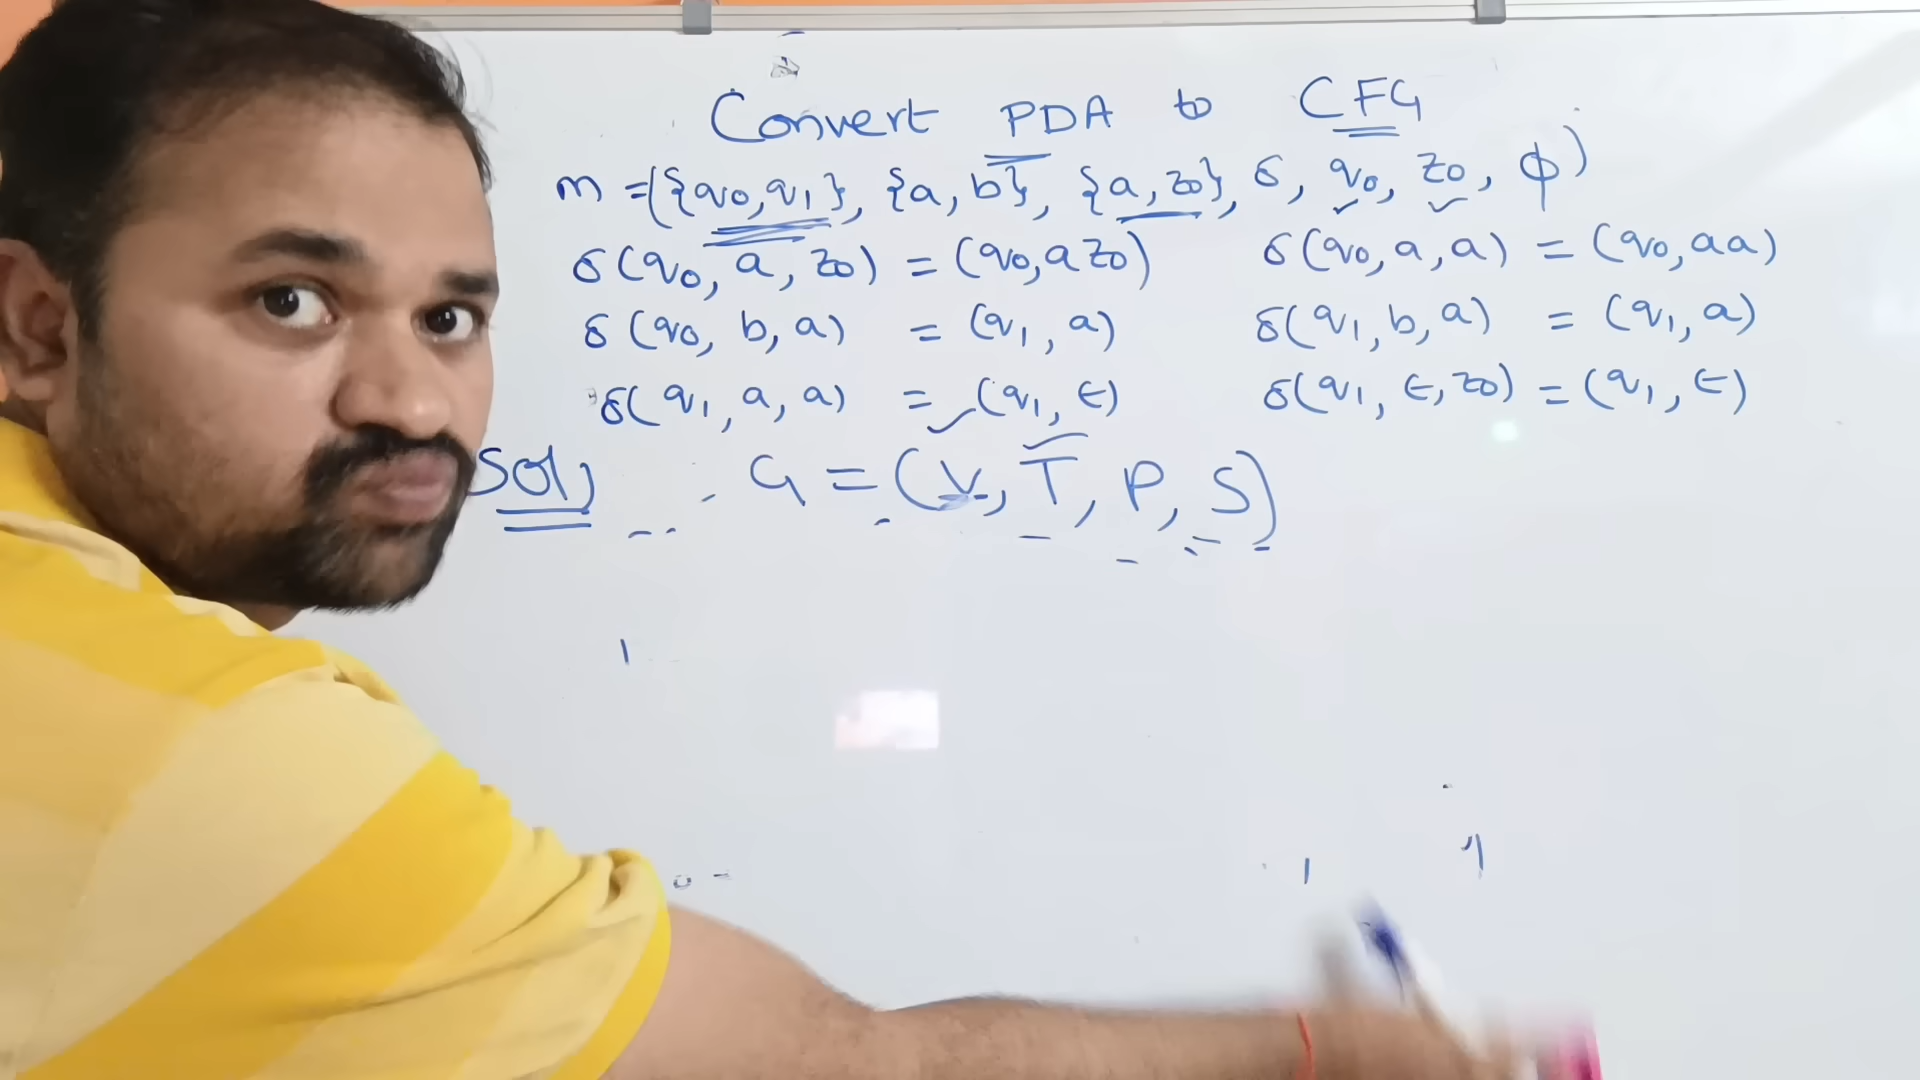 Convert PDA to CFG
m = ({q0,q1}, {a, b}, {a, z0}, δ, q0, z0, ϕ)
δ(q0, a, z0) = (q0, a z0) δ(q0, a, a) = (q0, aa)
δ(q0, b, a) = (q1, a) δ(q1, b, a) = (q1, a)
δ(q1, a, a) = (q1, ϵ) δ(q1, ϵ, z0) = (q1, ϵ)
Sol) G = (V, T, P, S)